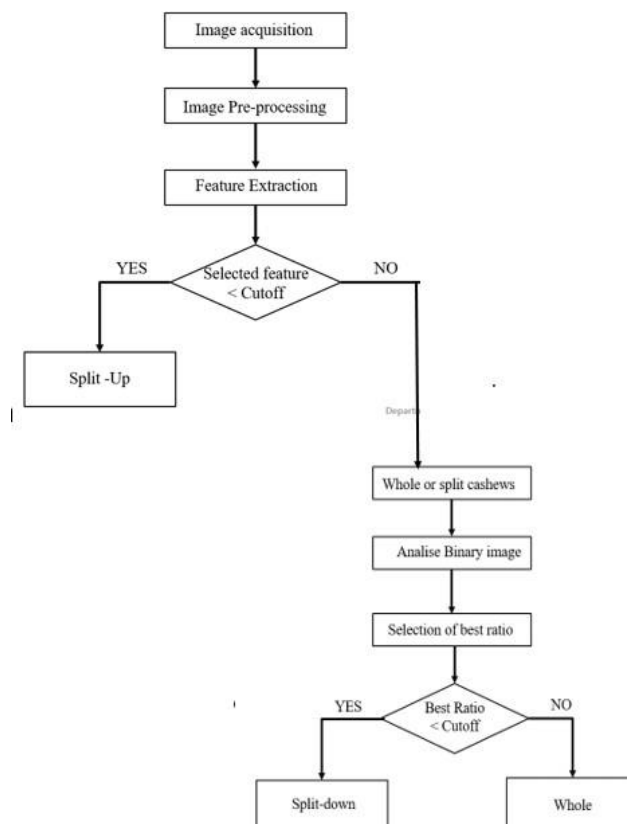 Image acquisition
Image Pre-processing
Feature Extraction
YES
Selected feature
< Cutoff
NO
Split -Up
Departu
Whole or split cashews
Analise Binary image
Selection of best ratio
YES
Best Ratio
< Cutoff
NO
Split-down
Whole